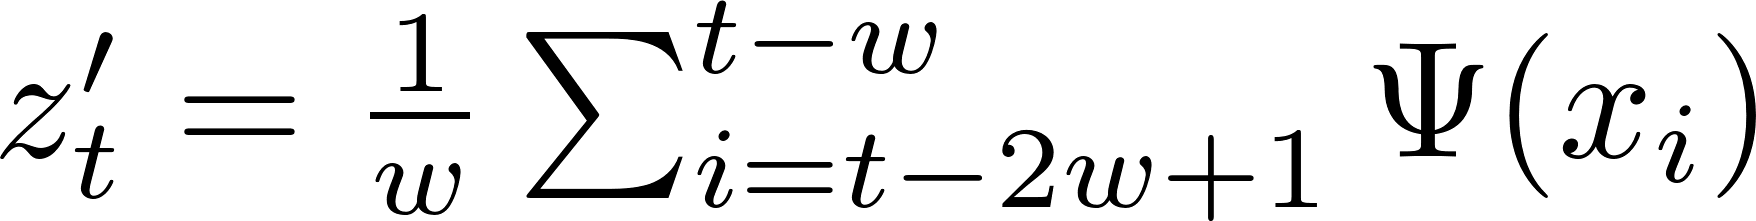 z'_t = \frac{1}{w} \sum_{i=t-2w+1}^{t-w} \Psi(x_i)